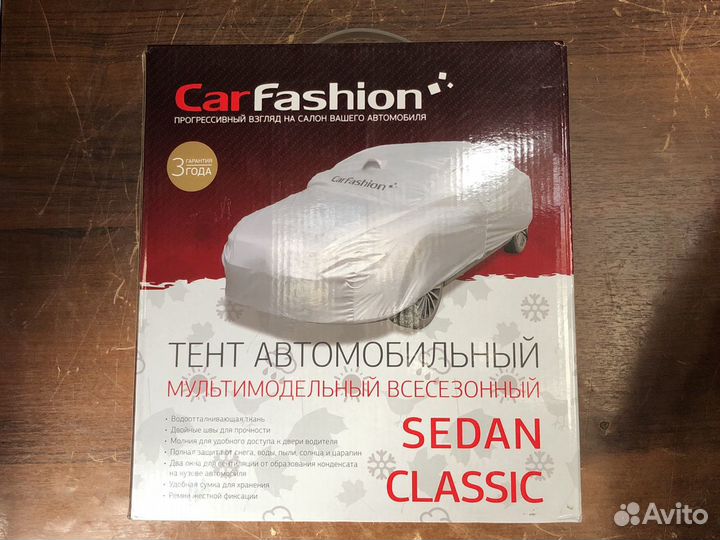 CarFashion
ПРОГРЕССИВНЫЙ ВЗГЛЯД НА САЛОН ВАШЕГО АВТОМОБИЛЯ
3 ГАРАНТИЯ
ГОДА
CarFashion
ТЕНТ АВТОМОБИЛЬНЫЙ
МУЛЬТИМОДЕЛЬНЫЙ ВСЕСЕЗОННЫЙ
• Водоотталкивающая ткань
• Двойные швы для прочности
• Молния для удобного доступа к двери водителя
• Полная защита от снега, воды, пыли, солнца и царапин
• Два окна для вентиляции от образования конденсата
на кузове автомобиля
• Удобная сумка для хранения
• Ремни жесткой фиксации
SEDAN
CLASSIC
Avito